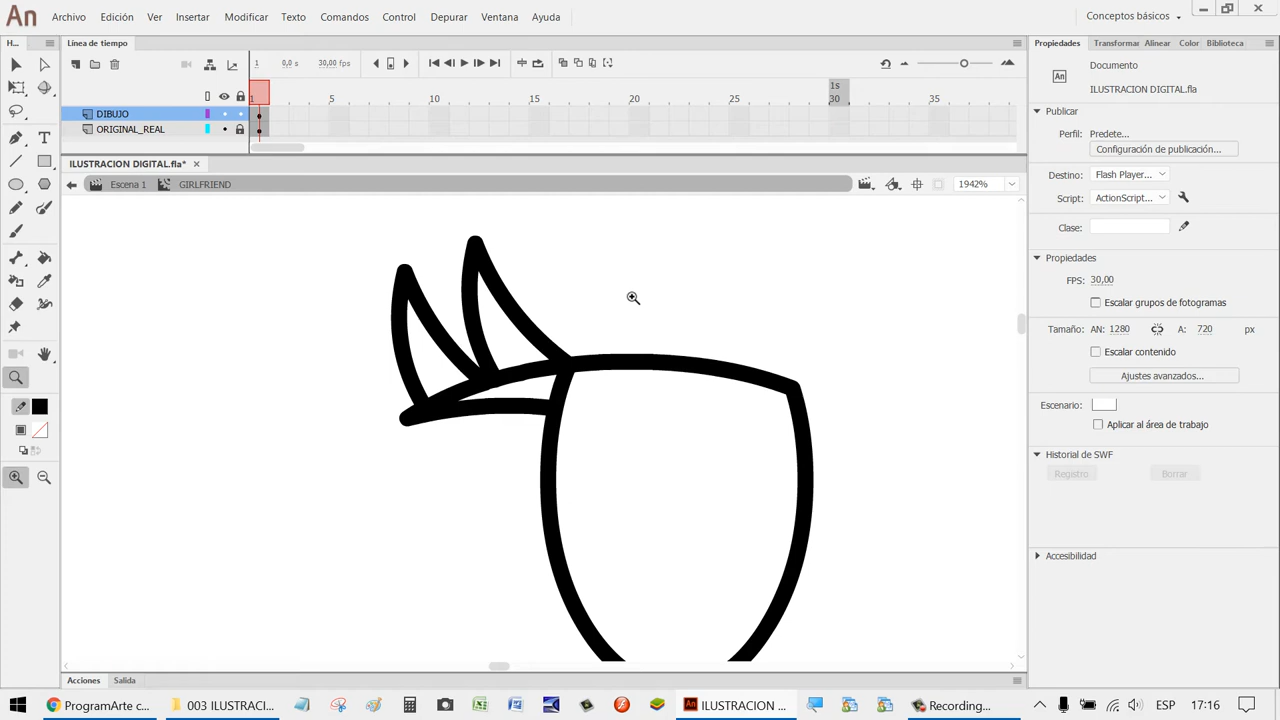 An Archivo Edición Ver Insertar Modificar Texto Comandos Control Depurar Ventana Ayuda Conceptos básicos
H... Línea de tiempo Propiedades Transformar Alinear Color Biblioteca
1 0,0 s 30,00 fps
Documento
An ILUSTRACION DIGITAL.fla
1s
1 5 10 15 20 25 30 35
DIBUJO
ORIGINAL_REAL
Publicar
Perfil: Predete...
Configuración de publicación...
ILUSTRACION DIGITAL.fla*
Destino: Flash Player...
Escena 1 GIRLFRIEND 1942%
Script: ActionScript...
Clase:
Propiedades
FPS: 30,00
Escalar grupos de fotogramas
Tamaño: AN: 1280 A: 720 px
Escalar contenido
Ajustes avanzados...
Escenario:
Aplicar al área de trabajo
Historial de SWF
Registro Borrar
Accesibilidad
Acciones Salida
ProgramArte c... 003 ILUSTRACI... An ILUSTRACION ... Recording... ESP 17:16